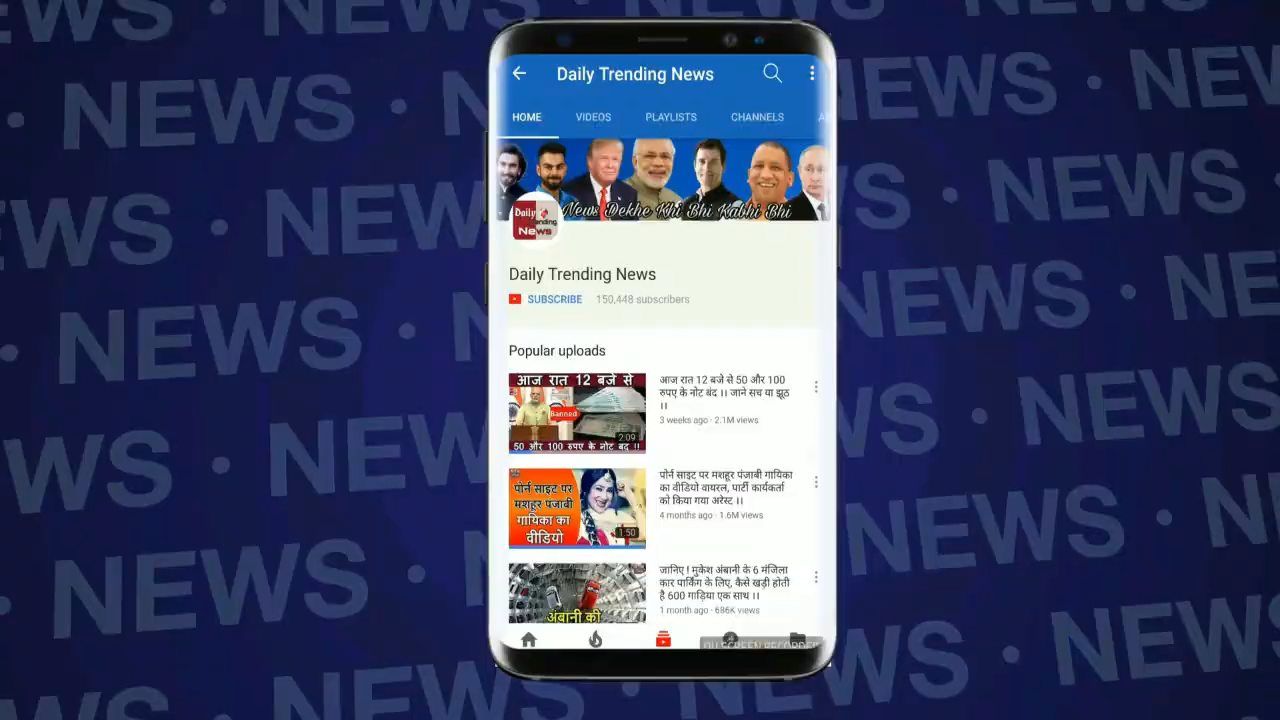 NEWS • NEWS • NEWS
Daily Trending News
HOME VIDEOS PLAYLISTS CHANNELS
News Dekhe Khi Bhi Kabhi Bhi
Daily
Trending
News
Daily Trending News
SUBSCRIBE 150,448 subscribers
Popular uploads
आज रात 12 बजे से
Banned
2:09
50 और 100 रुपए के नोट बद ।।
आज रात 12 बजे से 50 और 100
रुपए के नोट बंद ।। जाने सच या झूठ
।।
3 weeks ago · 2.1M views
पोर्न साइट पर
मशहूर पंजाबी
गायिका का
वीडियो
1:50
पोर्न साइट पर मशहूर पंजाबी गायिका
का वीडियो वायरल, पार्टी कार्यकर्ता
को किया गया अरेस्ट ।।
4 months ago · 1.6M views
अंबानी की
जानिए ! मुकेश अंबानी के 6 मंजिला
कार पार्किंग के लिए, कैसे खड़ी होती
है 600 गाड़िया एक साथ ।।
1 month ago · 686K views